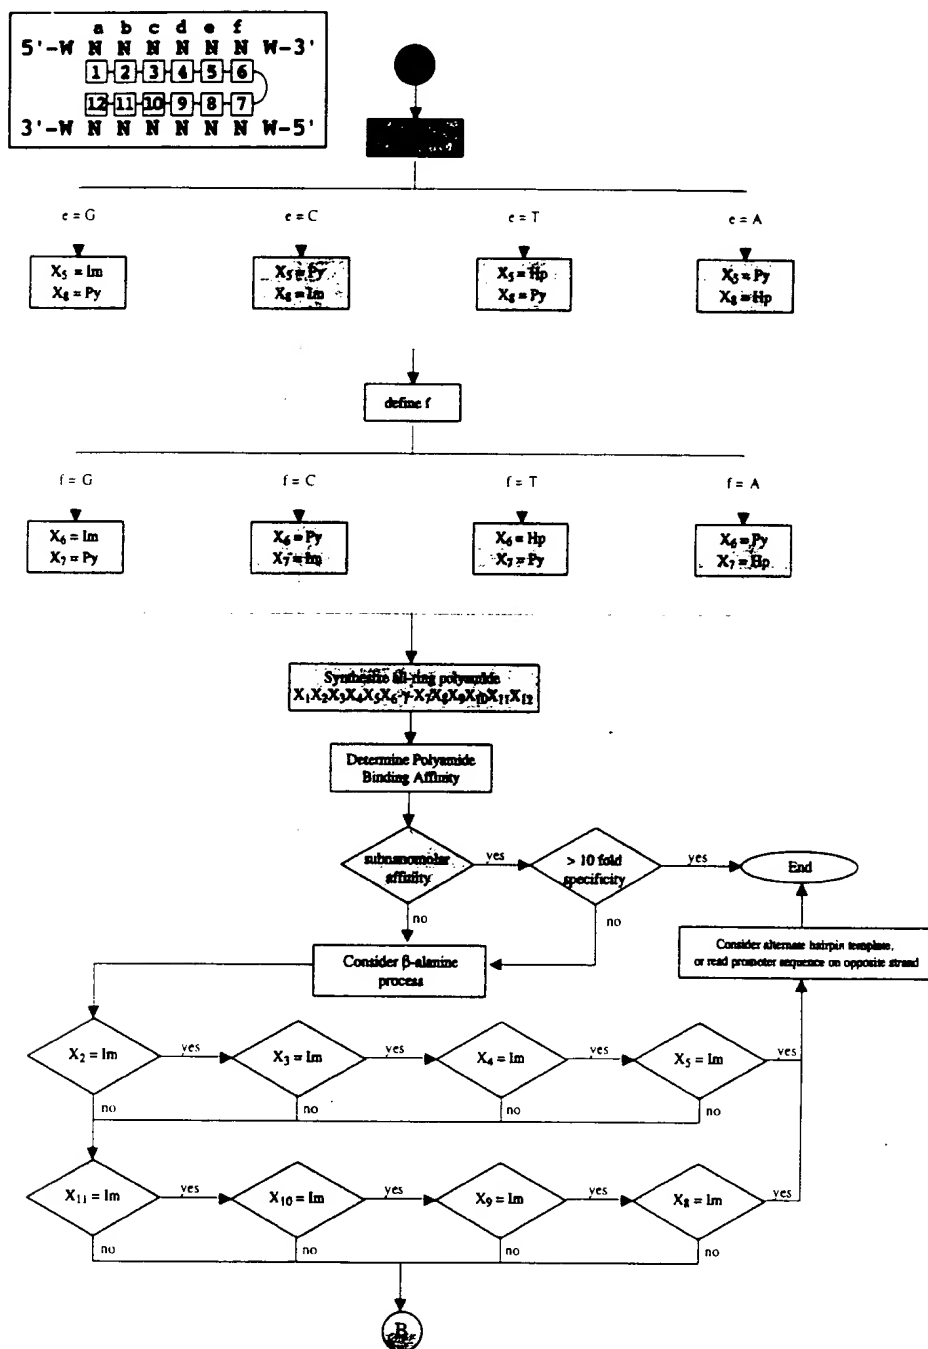 a b c d e f
5'-W N N N N N N W-3'
1 2 3 4 5 6
12 11 10 9 8 7
3'-W N N N N N N W-5'
e = G
e = C
e = T
e = A
X5 = Im
X8 = Py
X5 = Py
X8 = Im
X5 = Hp
X8 = Py
X5 = Py
X8 = Hp
define f
f = G
f = C
f = T
f = A
X6 = Im
X7 = Py
X6 = Py
X7 = Im
X6 = Hp
X7 = Py
X6 = Py
X7 = Hp
Synthesize all-ring polyamide
X1X2X3X4X5X6-γ-X7X8X9X10X11X12
Determine Polyamide
Binding Affinity
subnanomolar
affinity
yes
> 10 fold
specificity
yes
End
no
no
Consider β-alanine
process
Consider alternate hairpin template,
or read promoter sequence on opposite strand
X2 = Im
yes
X3 = Im
yes
X4 = Im
yes
X5 = Im
yes
no
no
no
no
X11 = Im
yes
X10 = Im
yes
X9 = Im
yes
X8 = Im
yes
no
no
no
no
B